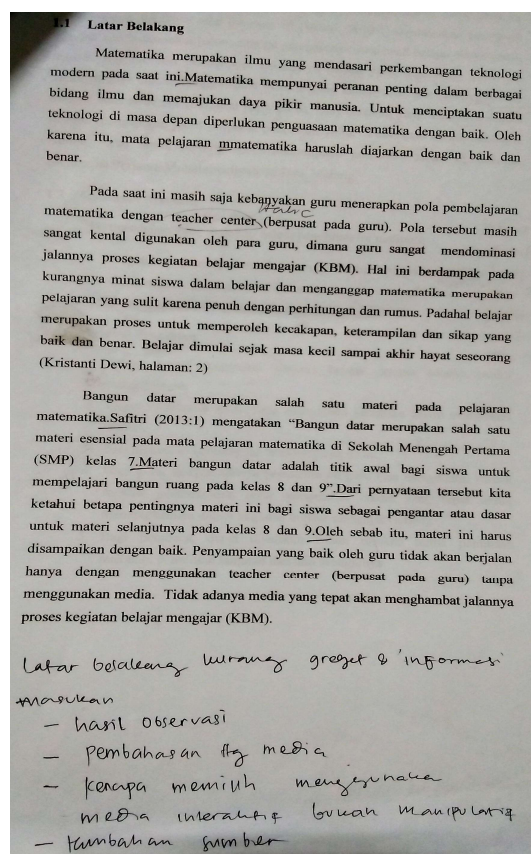 1.1 Latar Belakang
Matematika merupakan ilmu yang mendasari perkembangan teknologi
modern pada saat ini.Matematika mempunyai peranan penting dalam berbagai
bidang ilmu dan memajukan daya pikir manusia. Untuk menciptakan suatu
teknologi di masa depan diperlukan penguasaan matematika dengan baik. Oleh
karena itu, mata pelajaran mmatematika haruslah diajarkan dengan baik dan
benar.
Pada saat ini masih saja kebanyakan guru menerapkan pola pembelajaran
Italic
matematika dengan teacher center (berpusat pada guru). Pola tersebut masih
sangat kental digunakan oleh para guru, dimana guru sangat mendominasi
jalannya proses kegiatan belajar mengajar (KBM). Hal ini berdampak pada
kurangnya minat siswa dalam belajar dan menganggap matematika merupakan
pelajaran yang sulit karena penuh dengan perhitungan dan rumus. Padahal belajar
merupakan proses untuk memperoleh kecakapan, keterampilan dan sikap yang
baik dan benar. Belajar dimulai sejak masa kecil sampai akhir hayat seseorang
(Kristanti Dewi, halaman: 2)
Bangun datar merupakan salah satu materi pada pelajaran
matematika.Safitri (2013:1) mengatakan “Bangun datar merupakan salah satu
materi esensial pada mata pelajaran matematika di Sekolah Menengah Pertama
(SMP) kelas 7.Materi bangun datar adalah titik awal bagi siswa untuk
mempelajari bangun ruang pada kelas 8 dan 9”.Dari pernyataan tersebut kita
ketahui betapa pentingnya materi ini bagi siswa sebagai pengantar atau dasar
untuk materi selanjutnya pada kelas 8 dan 9.Oleh sebab itu, materi ini harus
disampaikan dengan baik. Penyampaian yang baik oleh guru tidak akan berjalan
hanya dengan menggunakan teacher center (berpusat pada guru) tanpa
menggunakan media. Tidak adanya media yang tepat akan menghambat jalannya
proses kegiatan belajar mengajar (KBM).
Latar belakang kurang greget & informasi
masukan
– hasil observasi
– pembahasan ttg media
– kenapa memilih menggunakan
media interaktif bukan manipulatif
– tambahan sumber